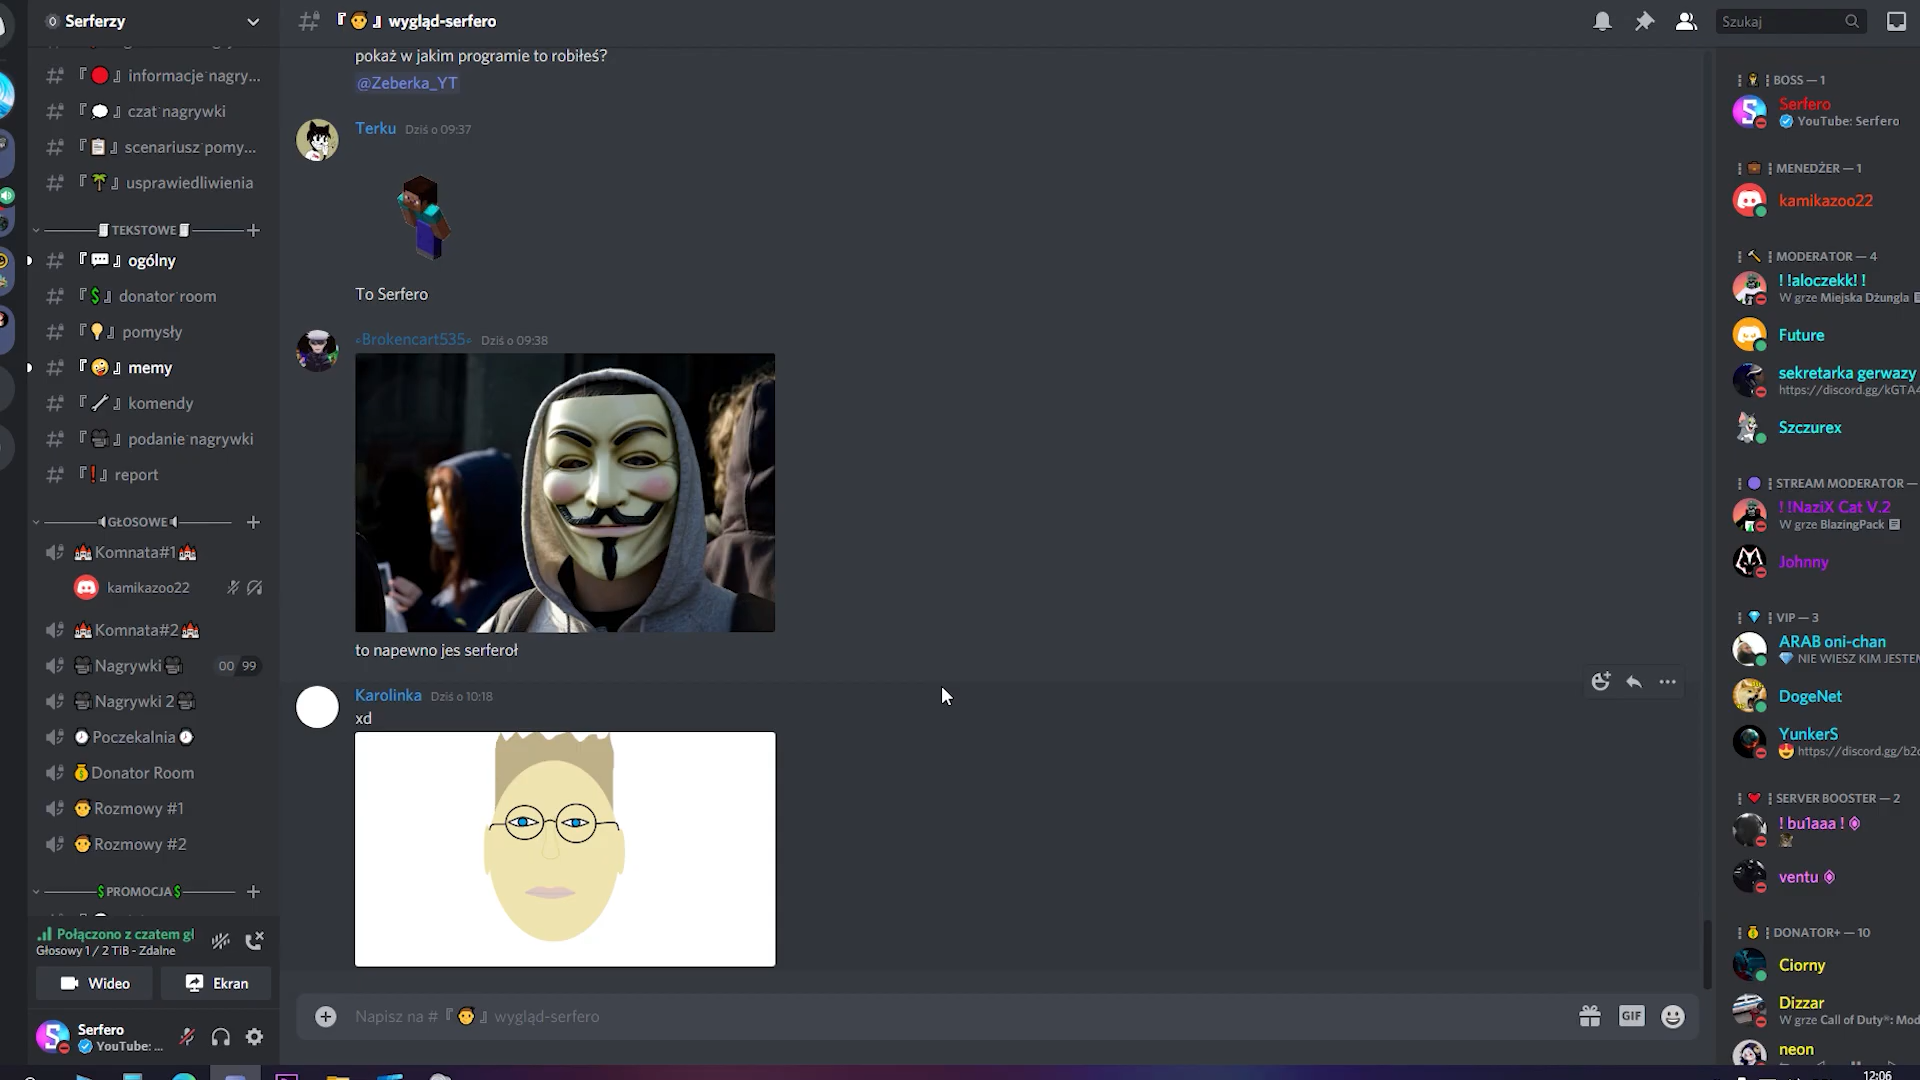 Serferzy
informacje nagry...
czat nagrywki
scenariusz pomy...
usprawiedliwienia
TEKSTOWE
ogólny
donator room
pomysły
memy
komendy
podanie nagrywki
report
GŁOSOWE
Komnata#1
kamikazoo22
Komnata#2
Nagrywki 00 99
Nagrywki 2
Poczekalnia
Donator Room
Rozmowy #1
Rozmowy #2
PROMOCJA
Połączono z czatem gł
Głosowy 1 / 2 TiB - Zdalne
Wideo Ekran
Serfero
YouTube: ...
『 』 wygląd-serfero
Szukaj
pokaż w jakim programie to robiłeś?
@Zeberka_YT
Terku Dziś o 09:37
To Serfero
-Brokencart535- Dziś o 09:38
to napewno jes serferoł
Karolinka Dziś o 10:18
xd
Napisz na # 『 』 wygląd-serfero
GIF
BOSS — 1
Serfero
YouTube: Serfero
MENEDŻER — 1
kamikazoo22
MODERATOR — 4
! !aloczekk! !
W grze Miejska Dżungla
Future
sekretarka gerwazy
https://discord.gg/kGTA4
Szczurex
STREAM MODERATOR —
! !NaziX Cat V.2
W grze BlazingPack
Johnny
VIP — 3
ARAB oni-chan
NIE WIESZ KIM JESTEM
DogeNet
YunkerS
https://discord.gg/b2c
SERVER BOOSTER — 2
! bu1aaa !
ventu
DONATOR+ — 10
Ciorny
Dizzar
W grze Call of Duty®: Mod
neon
12:06